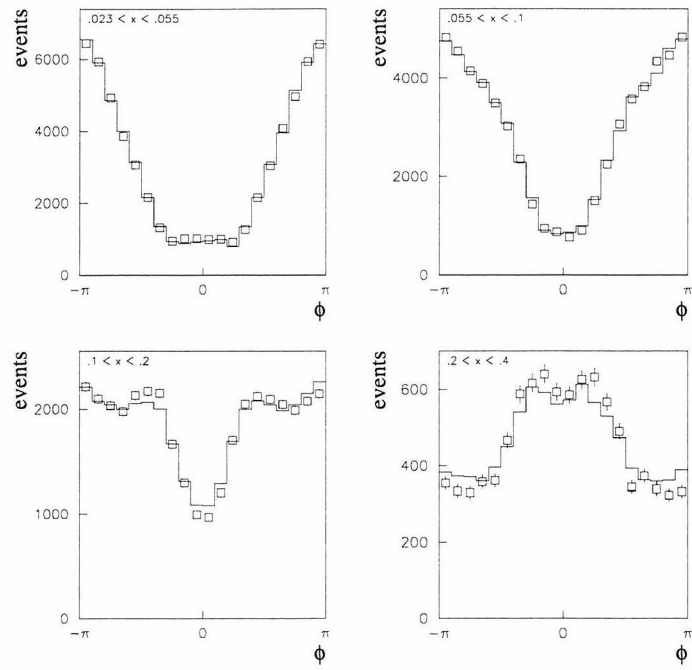 events
.023 < x < .055
6000
4000
2000
0
−π 0 π
ϕ
events
.055 < x < .1
4000
2000
0
−π 0 π
ϕ
events
.1 < x < .2
2000
1000
0
−π 0 π
ϕ
events
.2 < x < .4
600
400
200
0
−π 0 π
ϕ